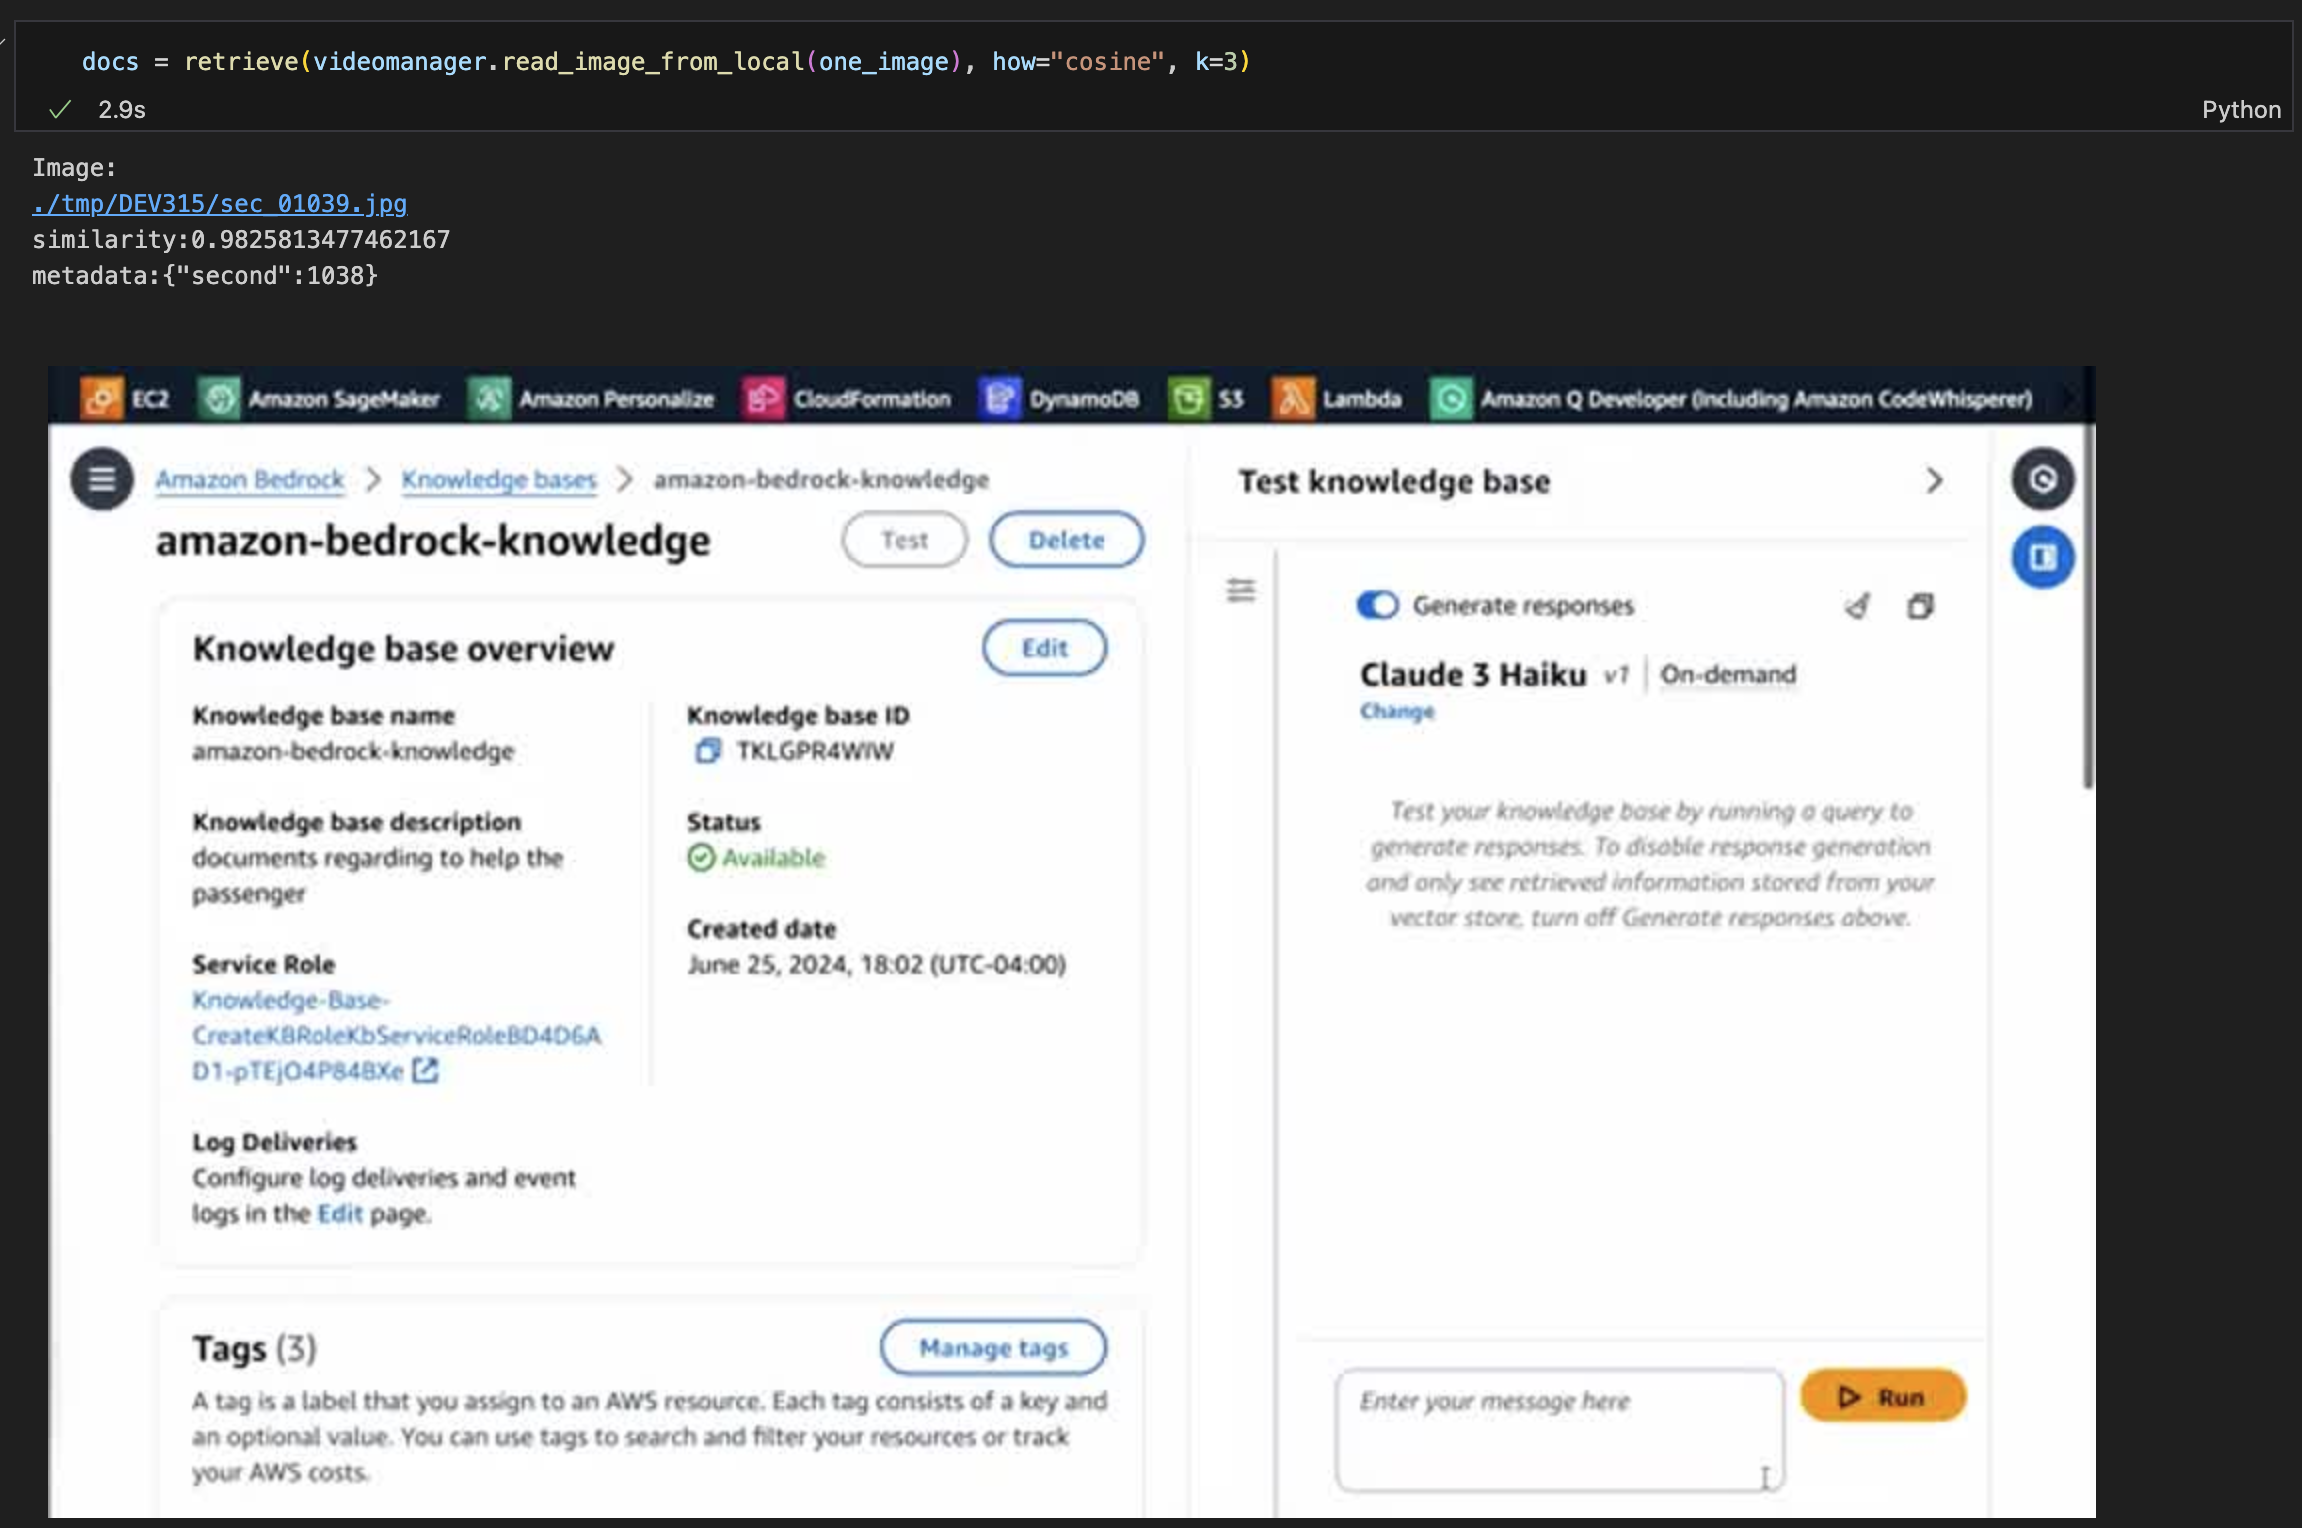 docs = retrieve(videomanager.read_image_from_local(one_image), how="cosine", k=3)
2.9s
Python
Image:
./tmp/DEV315/sec_01039.jpg
similarity:0.9825813477462167
metadata:{"second":1038}
EC2 Amazon SageMaker Amazon Personalize CloudFormation DynamoDB S3 Lambda Amazon Q Developer (Including Amazon CodeWhisperer)
Amazon Bedrock > Knowledge bases > amazon-bedrock-knowledge
amazon-bedrock-knowledge
Test
Delete
Knowledge base overview
Edit
Knowledge base name
amazon-bedrock-knowledge
Knowledge base description
documents regarding to help the
passenger
Service Role
Knowledge-Base-
CreateKBRoleKbServiceRoleBD4D6A
D1-pTEjO4P84BXe
Log Deliveries
Configure log deliveries and event
logs in the Edit page.
Knowledge base ID
TKLGPR4WIW
Status
Available
Created date
June 25, 2024, 18:02 (UTC-04:00)
Tags (3)
Manage tags
A tag is a label that you assign to an AWS resource. Each tag consists of a key and
an optional value. You can use tags to search and filter your resources or track
your AWS costs.
Test knowledge base
Generate responses
Claude 3 Haiku v1 | On-demand
Change
Test your knowledge base by running a query to
generate responses. To disable response generation
and only see retrieved information stored from your
vector store, turn off Generate responses above.
Enter your message here
Run